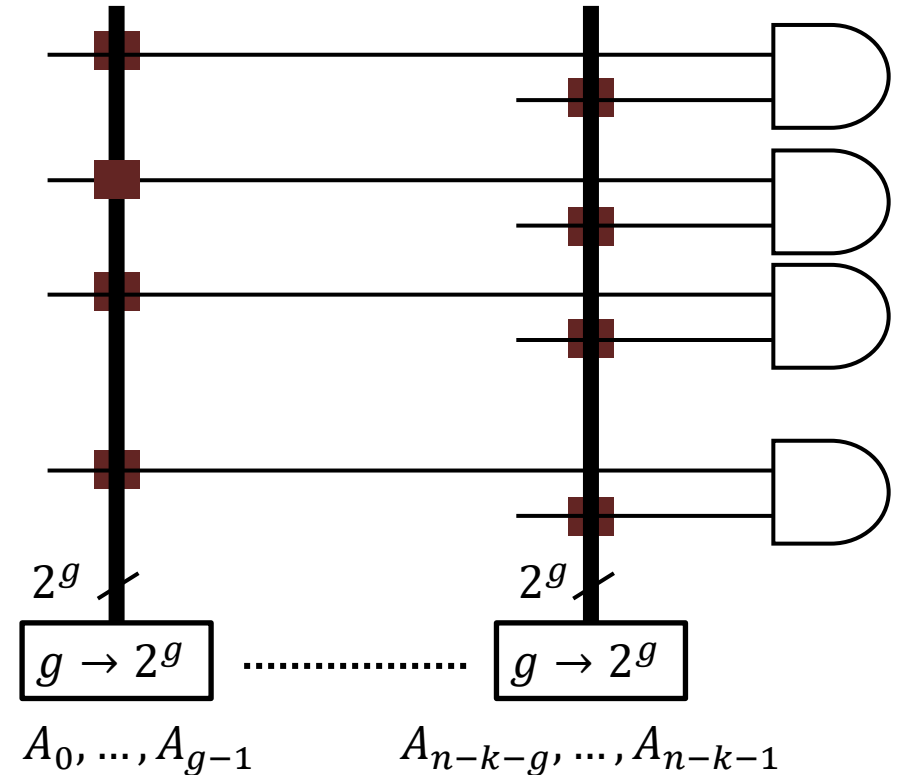 2^g 2^g
g → 2^g ……………… g → 2^g
A_0, …, A_{g−1} A_{n−k−g}, …, A_{n−k−1}